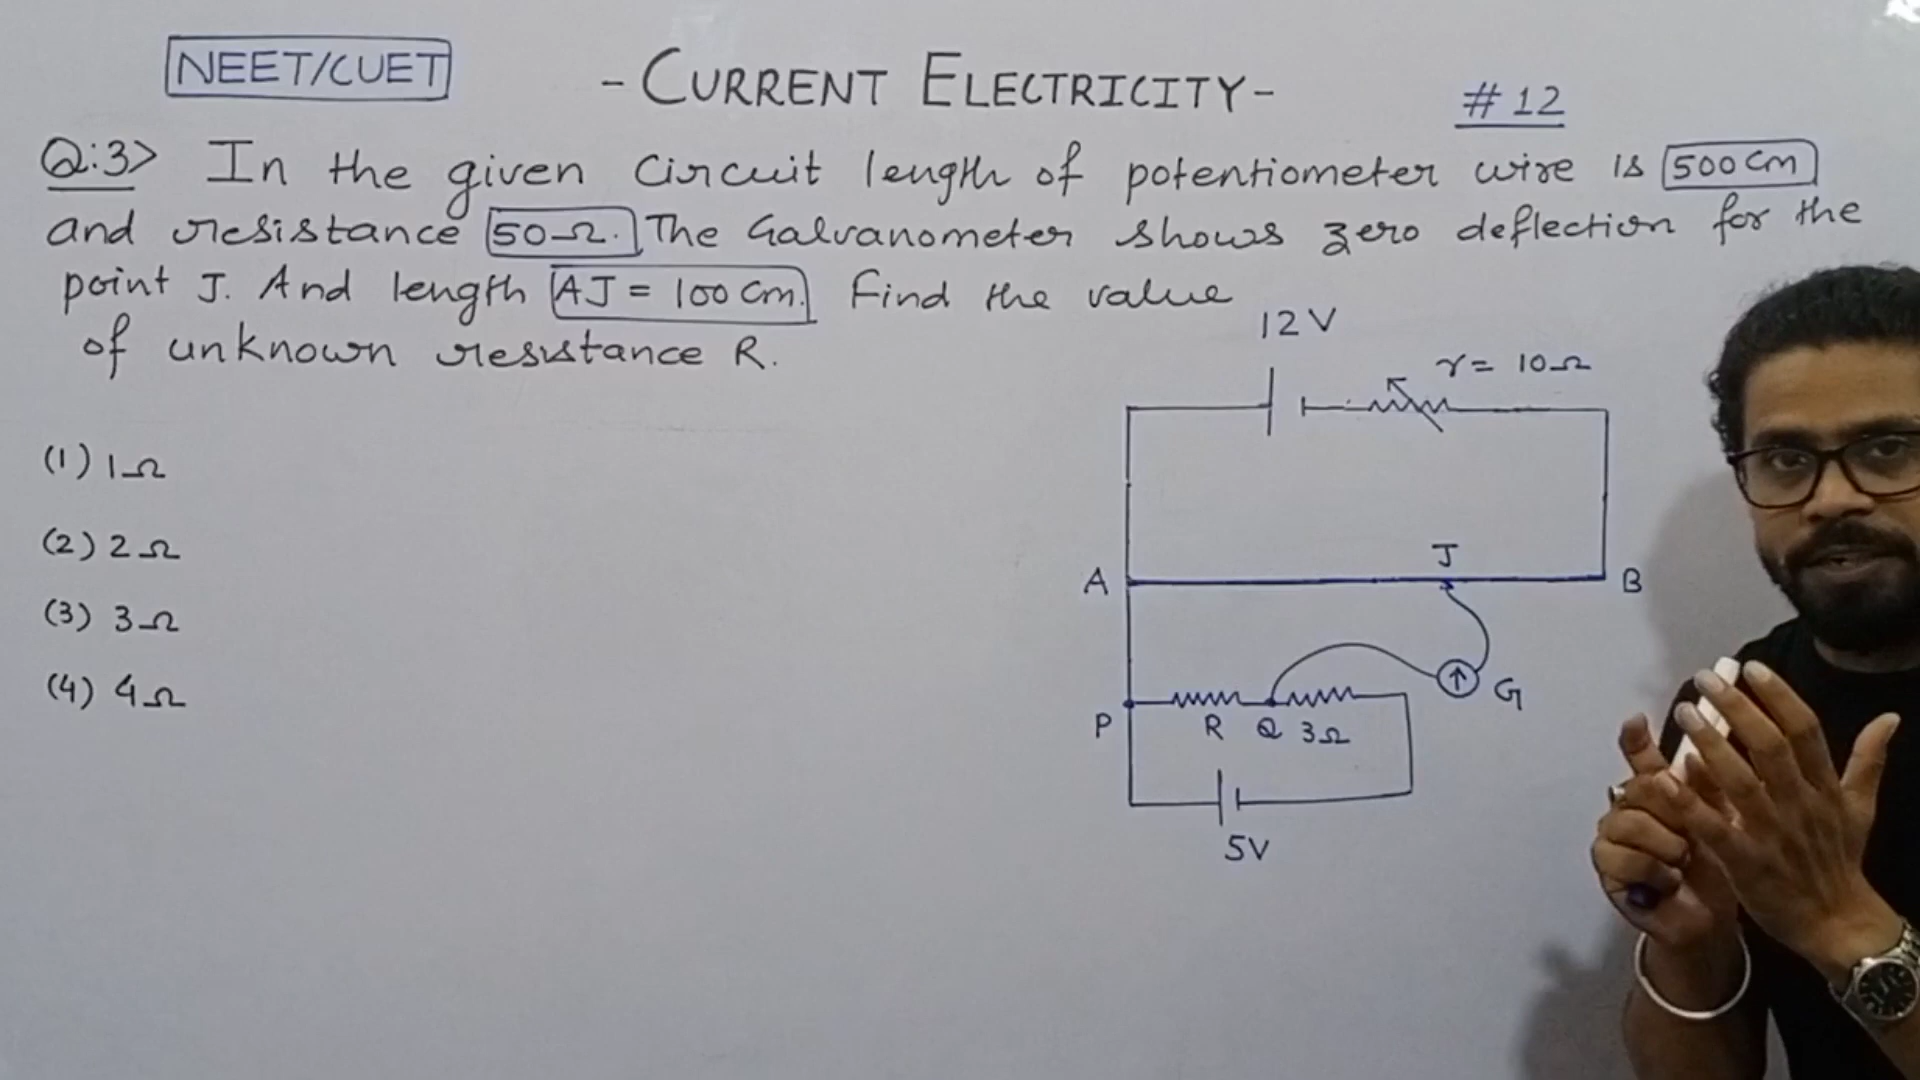 NEET/CUET
- CURRENT ELECTRICITY -
# 12
Q:3> In the given circuit length of potentiometer wire is 500 cm
and resistance 50Ω. The Galvanometer shows zero deflection for the
point J. And length AJ = 100 cm. Find the value
of unknown resistance R.
(1) 1Ω
(2) 2Ω
(3) 3Ω
(4) 4Ω
12V
r = 10Ω
A
J
B
G
P
R Q 3Ω
5V